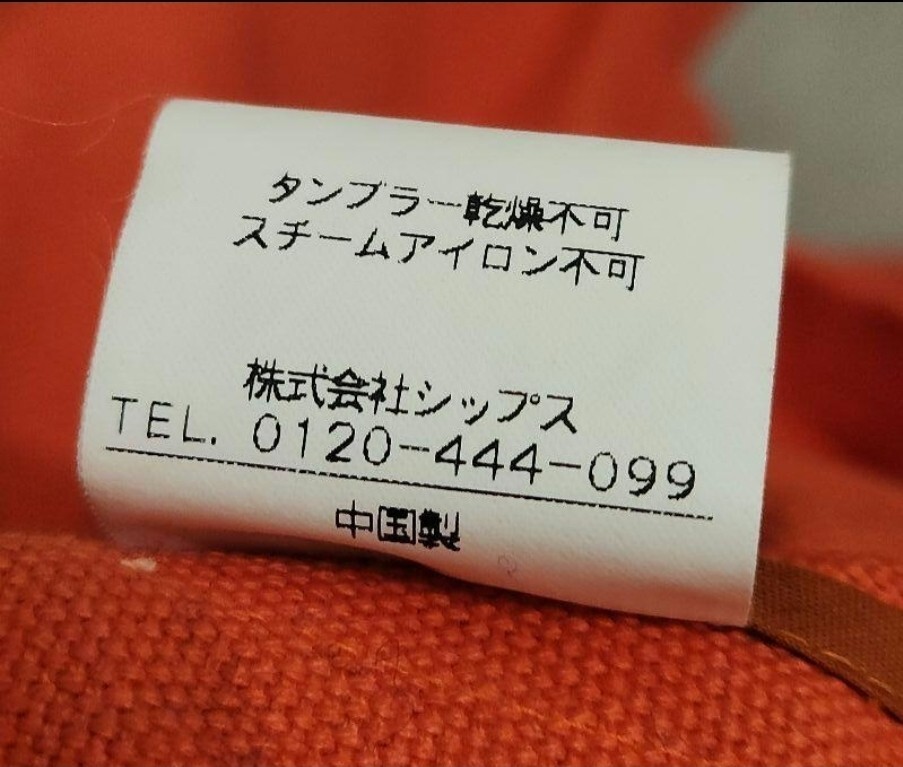 タンブラー乾燥不可
スチームアイロン不可
株式会社シップス
TEL. 0120-444-099
中国製